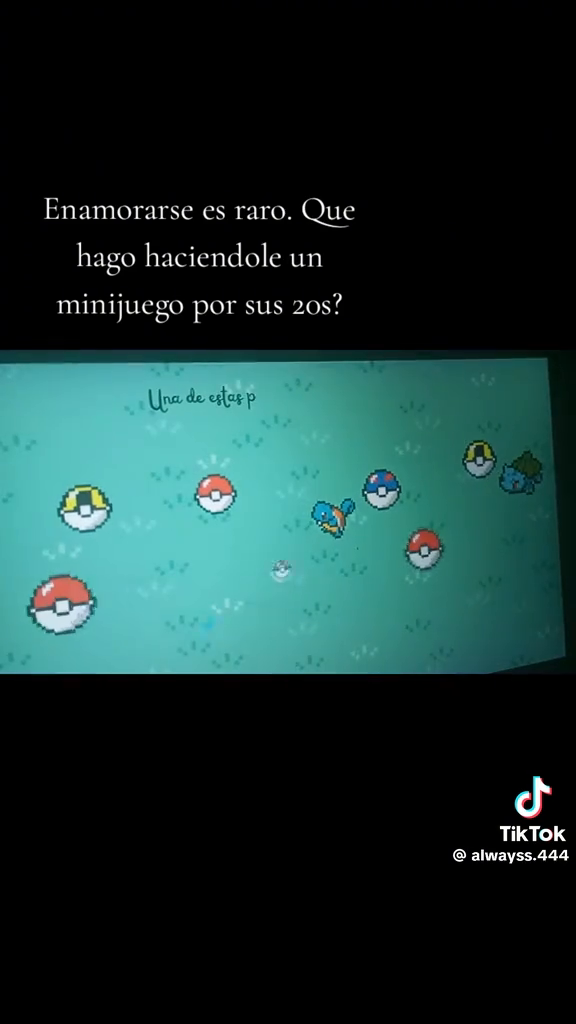 Enamorarse es raro. Que
hago haciendole un
minijuego por sus 20s?
Una de estas p
TikTok
@ alwayss.444